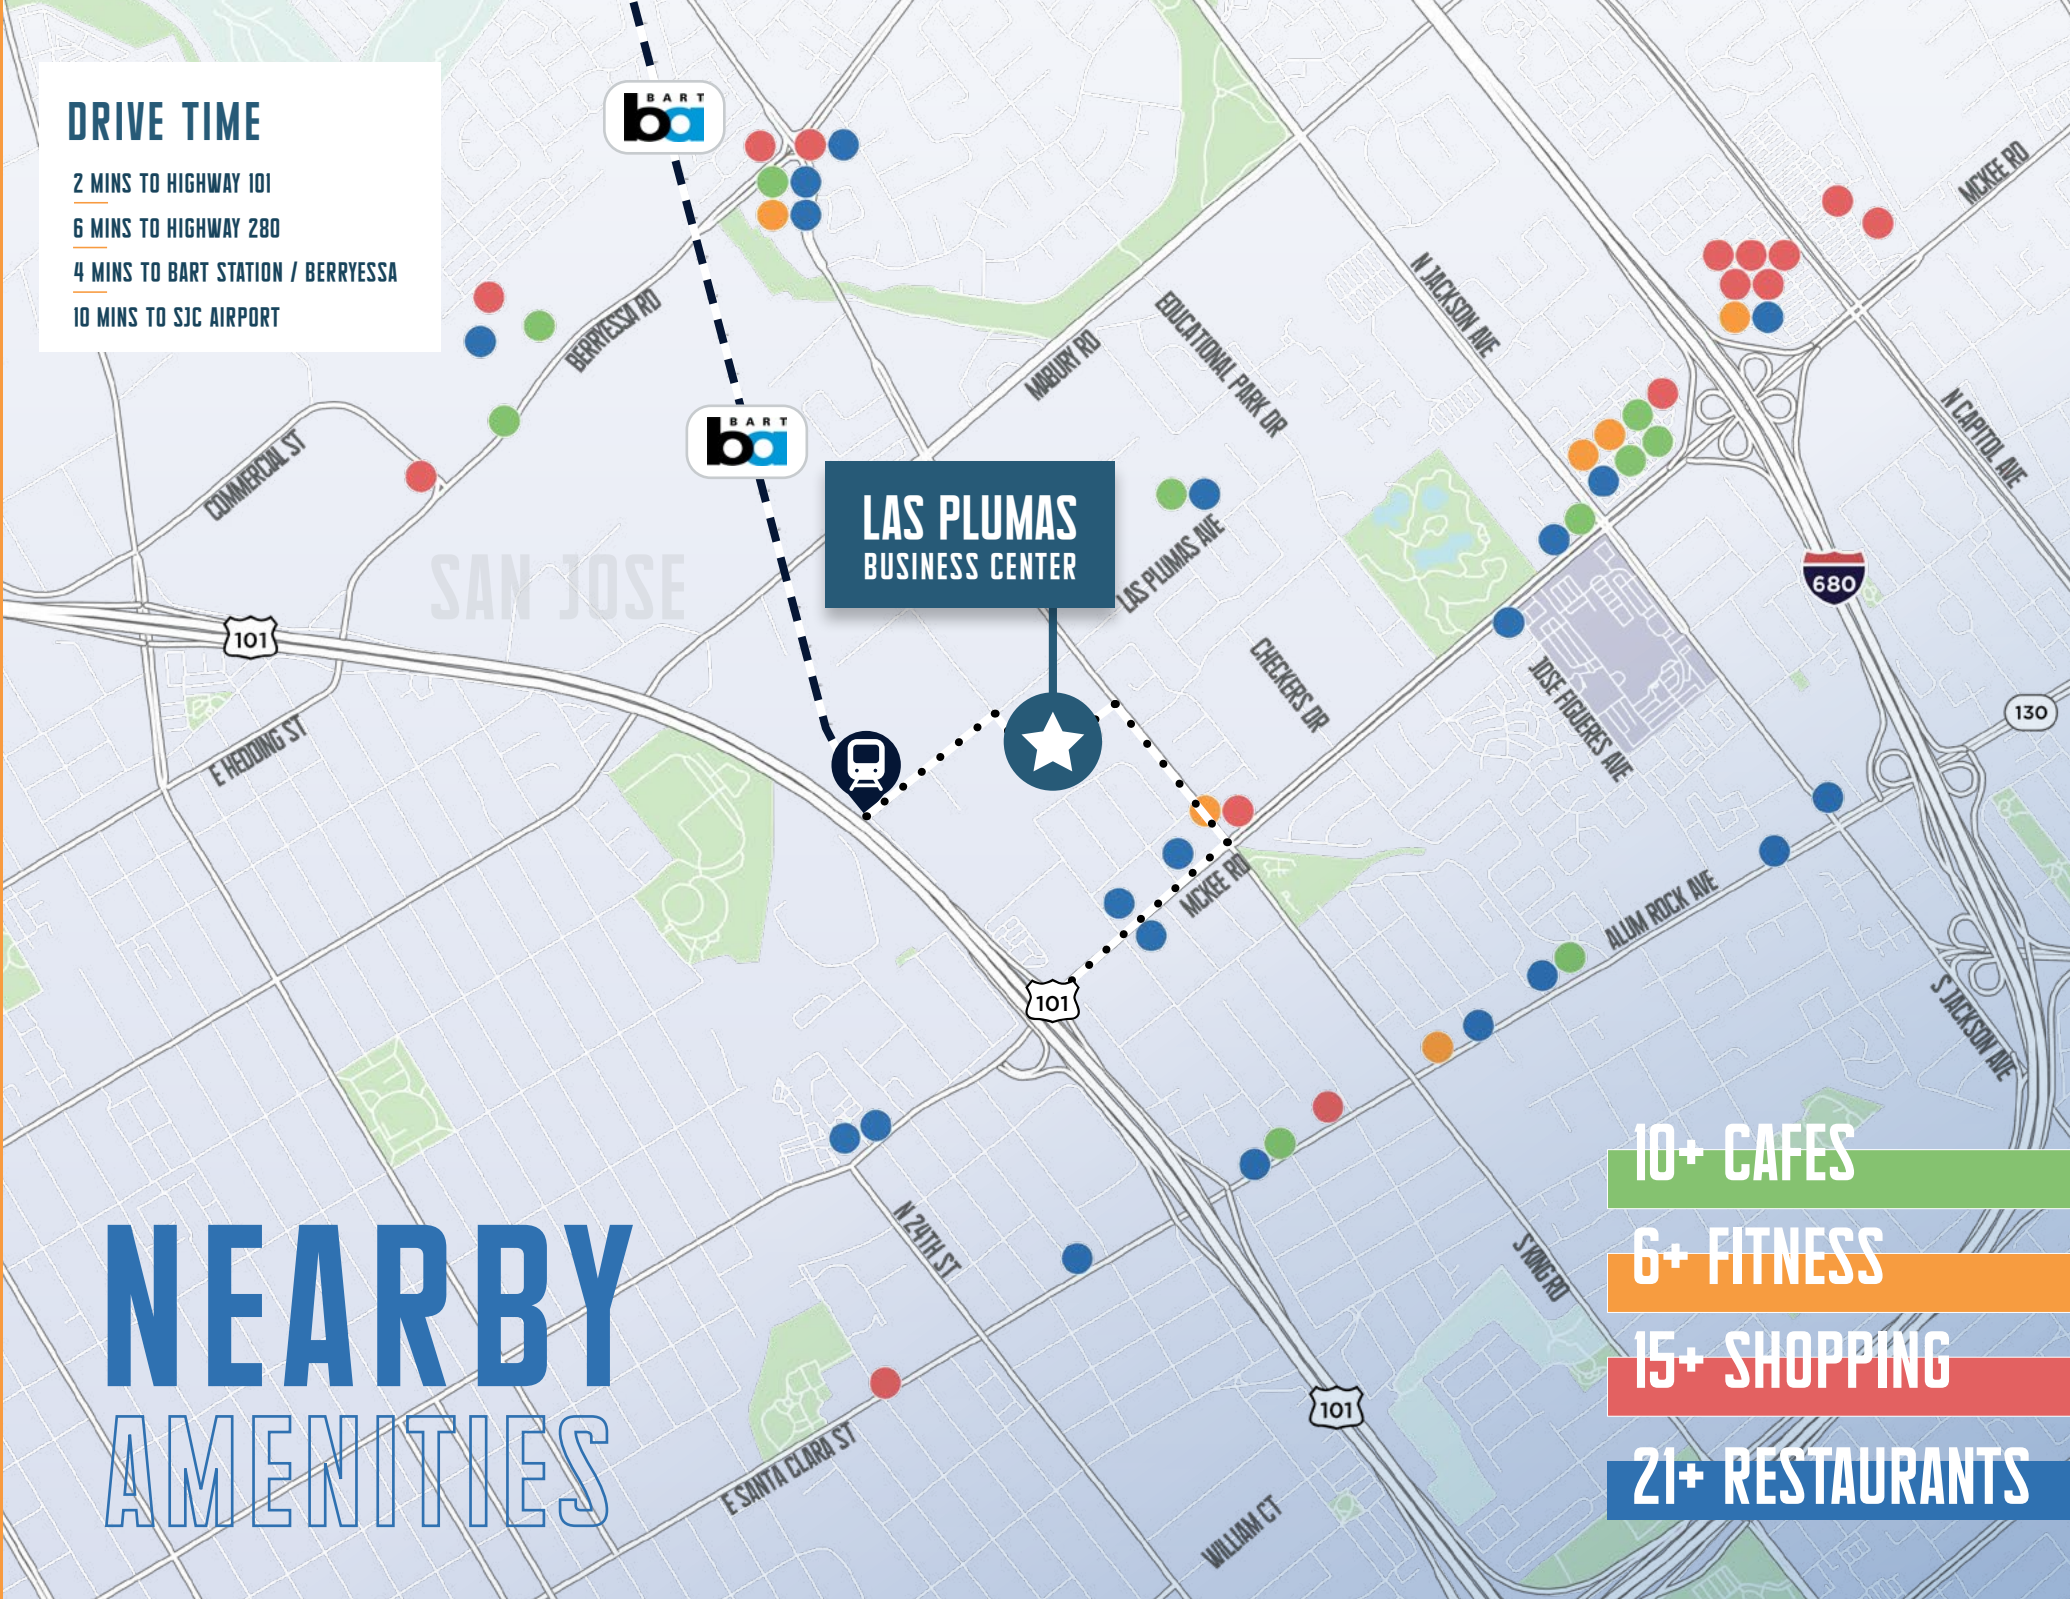 DRIVE TIME
2 MINS TO HIGHWAY 101
6 MINS TO HIGHWAY 280
4 MINS TO BART STATION / BERRYESSA
10 MINS TO SJC AIRPORT
BART
ba
BART
ba
MCKEE RD
N JACKSON AVE
EDUCATIONAL PARK DR
BERRYESSA RD
MABURY RD
N CAPITOL AVE
COMMERCIAL ST
LAS PLUMAS
BUSINESS CENTER
LAS PLUMAS AVE
SAN JOSE
680
101
CHECKERS DR
JOSE FIGUERES AVE
130
E HEDDING ST
MCKEE RD
ALUM ROCK AVE
101
S JACKSON AVE
N 24TH ST
S KING RD
101
E SANTA CLARA ST
WILLIAM CT
NEARBY
AMENITIES
10+ CAFES
6+ FITNESS
15+ SHOPPING
21+ RESTAURANTS